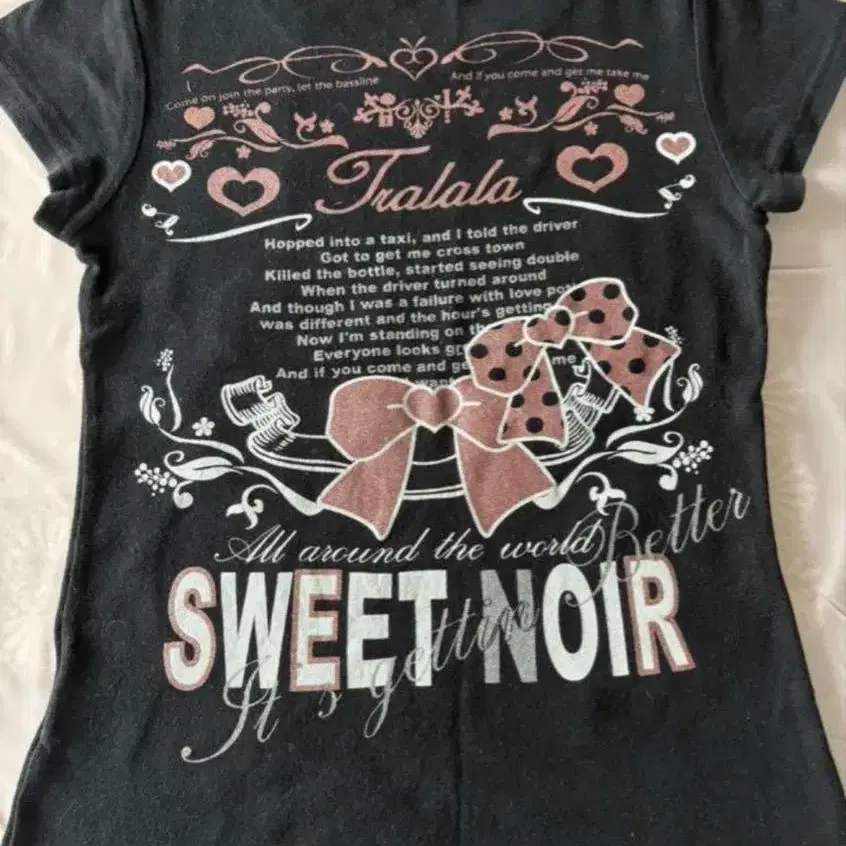 Come on join the party, let the bassline
And if you come and get me take me
Tralala
Hopped into a taxi, and I told the driver
Got to get me cross town
Killed the bottle, started seeing double
When the driver turned around
And though I was a failure with love
was different and the hour's getting
Now I'm standing on
Everyone looks
And if you come and me
want
All around the world
SWEET NOIR
It's gettin Better